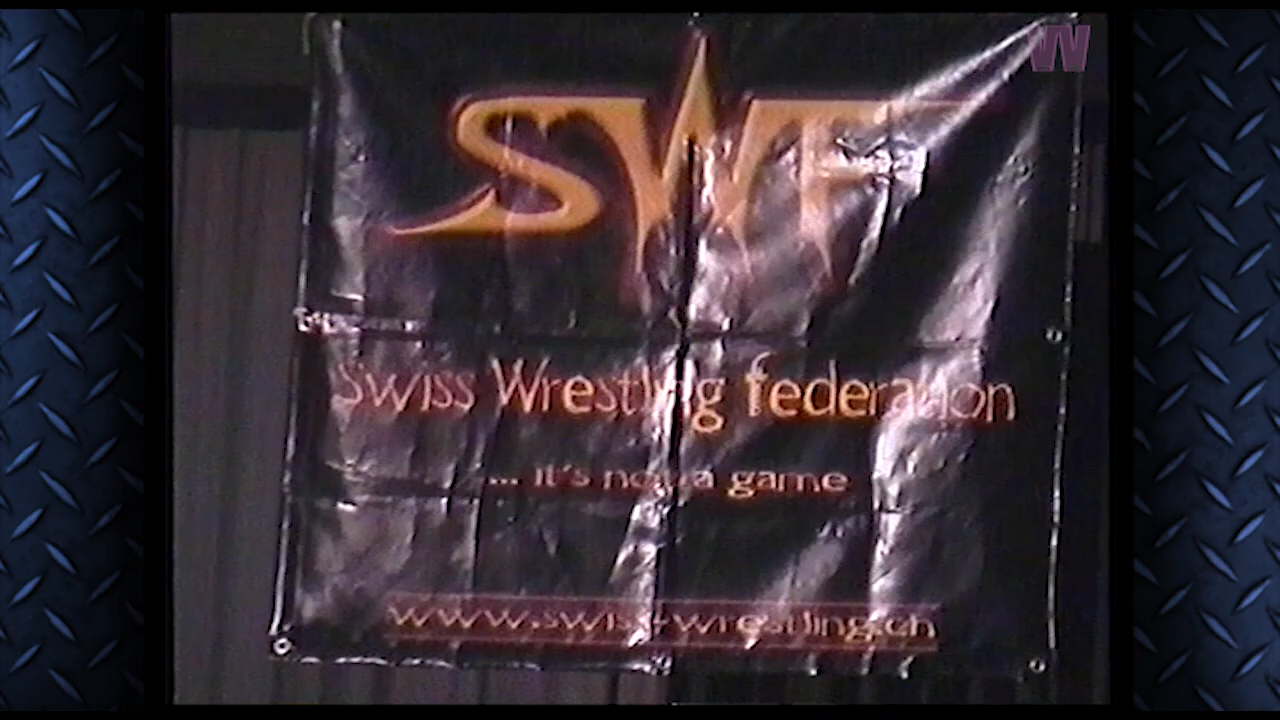 SWF
Swiss Wrestling federation
... it's not a game
www.swiss-wrestling.ch
W